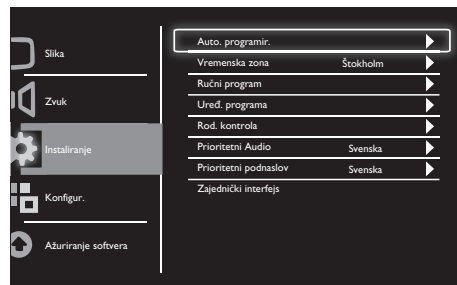 Slika
Zvuk
Instaliranje
Konfigur.
Ažuriranje softvera
Auto. programir.
Vremenska zona Štokholm
Ručni program
Uređ. programa
Rod. kontrola
Prioritetni Audio Svenska
Prioritetni podnaslov Svenska
Zajednički interfejs